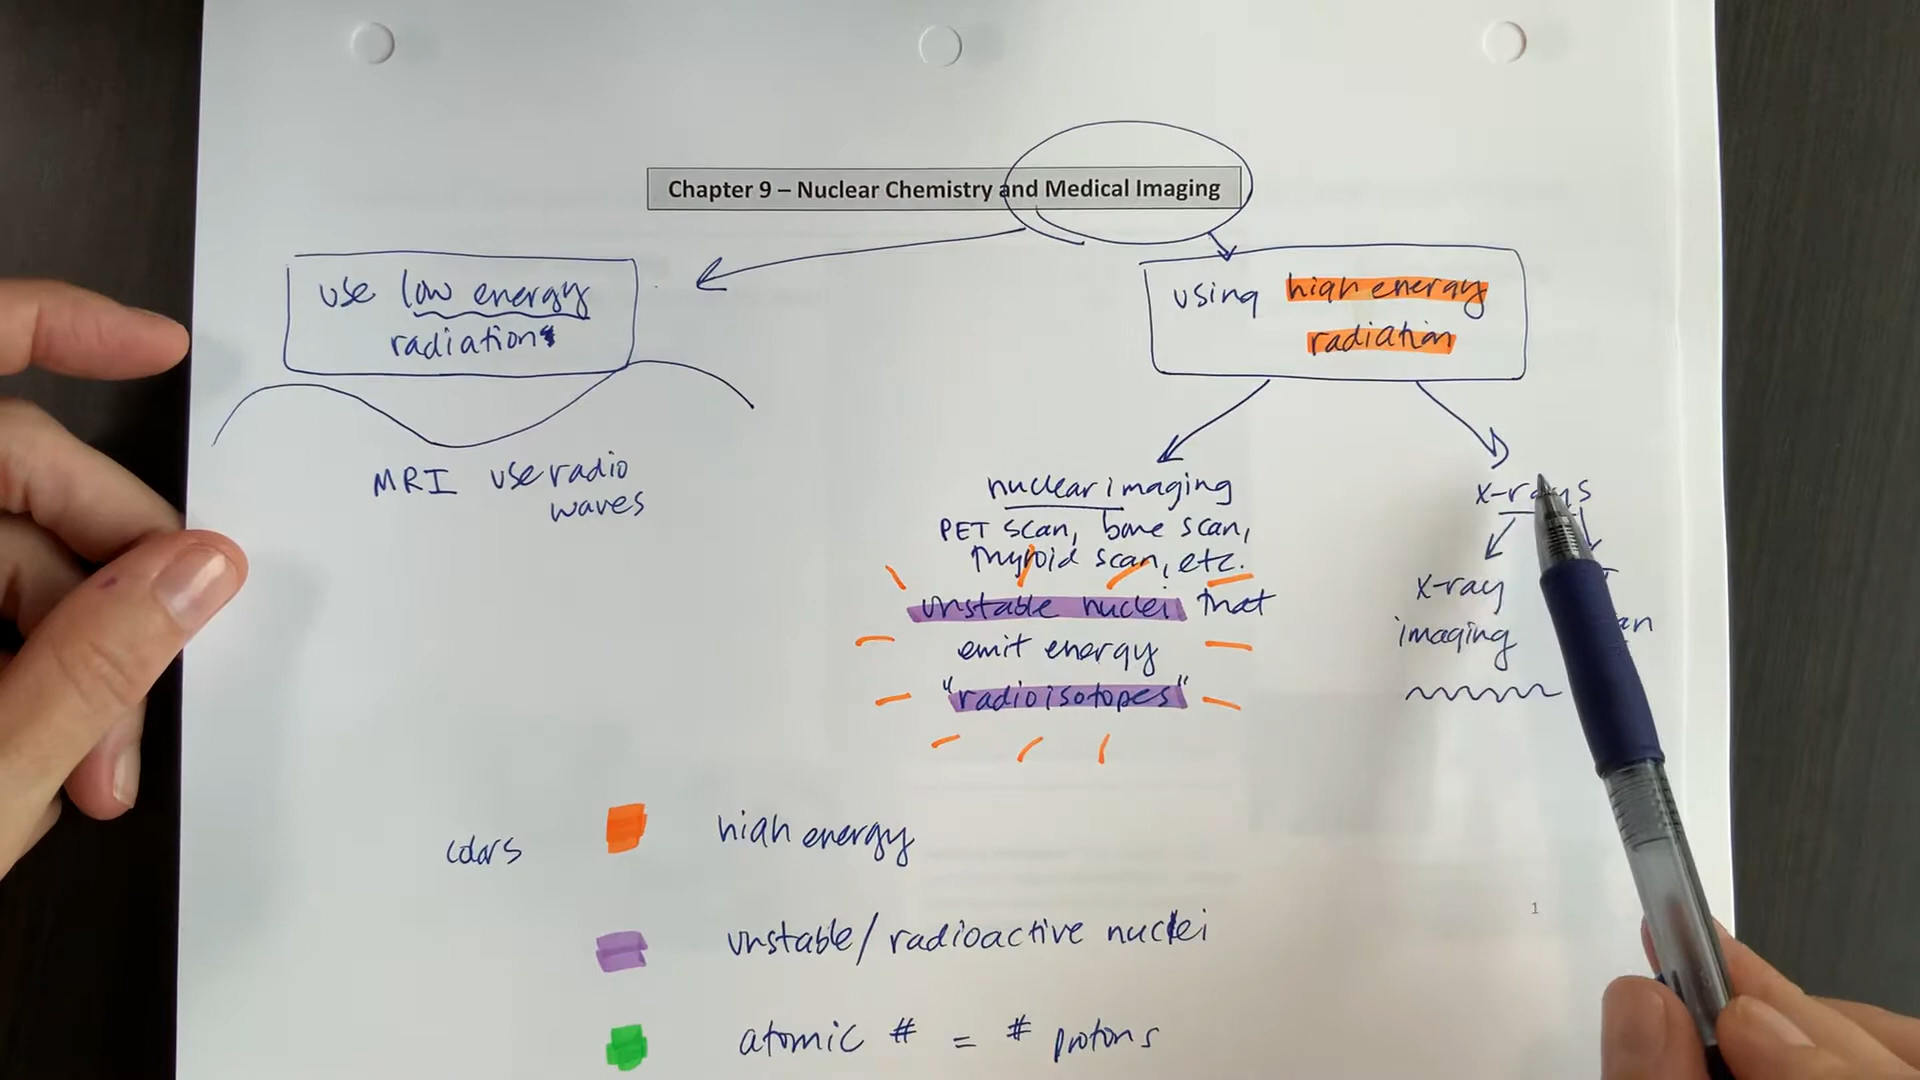 Chapter 9 – Nuclear Chemistry and Medical Imaging
use low energy
radiation
MRI use radio
waves
using high energy
radiation
nuclear imaging
PET scan, bone scan,
thyroid scan, etc.
unstable nuclei that
emit energy
"radioisotopes"
x-rays
x-ray
imaging
colors
high energy
unstable/radioactive nuclei
1
atomic # = # protons